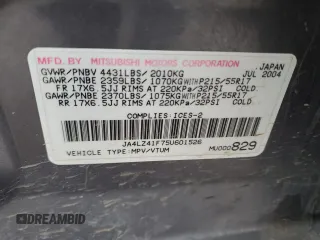 MFD BY MITSUBISHI MOTORS CORPORATION JAPAN
GVWR/PNBV 4431LBS/2010KG JUL 2004
GAWR/PNBE 2359LBS/1070KG WITH P215/55R17
FR 17X6.5JJ RIMS AT 220KPA/32PSI COLD
GAWR/PNBE 2370LBS/1075KG WITH P215/55R17
RR 17X6.5JJ RIMS AT 220KPA/32PSI COLD
COMPLIES:ICES-2
JA4LZ41F75U601526
VEHICLE TYPE: MPV/VTUM MU000829